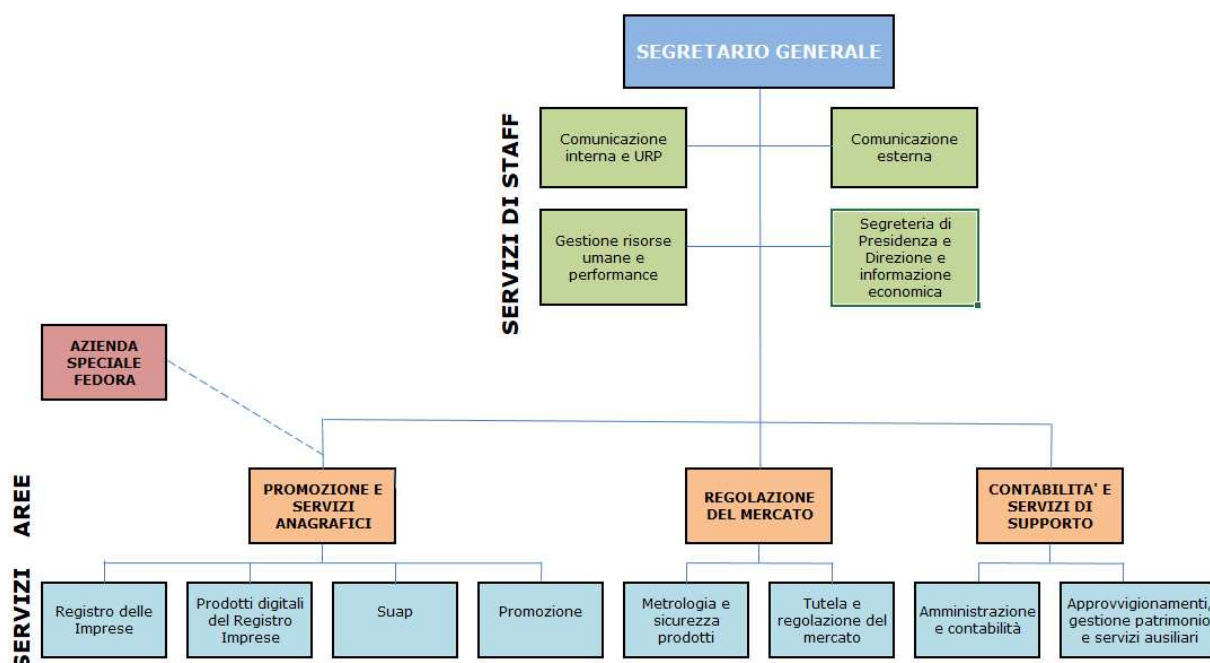 SEGRETARIO GENERALE
SERVIZI DI STAFF
Comunicazione
interna e URP
Comunicazione
esterna
Gestione risorse
umane e
performance
Segreteria di
Presidenza e
Direzione e
informazione
economica
AZIENDA
SPECIALE
FEDORA
AREE
PROMOZIONE E
SERVIZI
ANAGRAFICI
REGOLAZIONE
DEL MERCATO
CONTABILITA' E
SERVIZI DI
SUPPORTO
SERVIZI
Registro delle
Imprese
Prodotti digitali
del Registro
Imprese
Suap
Promozione
Metrologia e
sicurezza
prodotti
Tutela e
regolazione del
mercato
Amministrazione
e contabilità
Approvvigionamenti,
gestione patrimonio
e servizi ausiliari